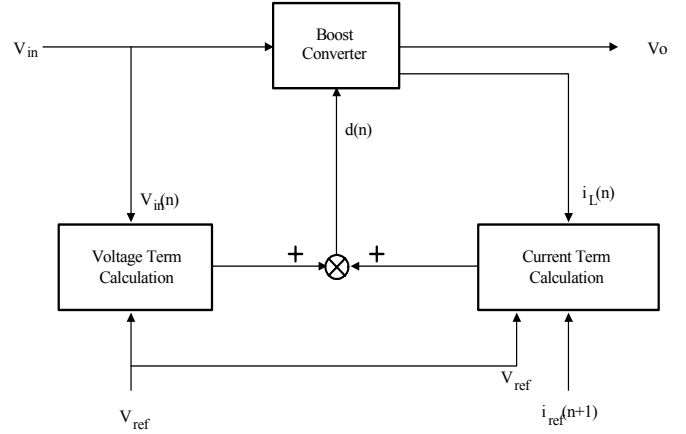 Boost
Converter
V_in
Vo
d(n)
V_in(n)
i_L(n)
Voltage Term
Calculation
+
+
Current Term
Calculation
V_ref
V_ref
i_ref(n+1)